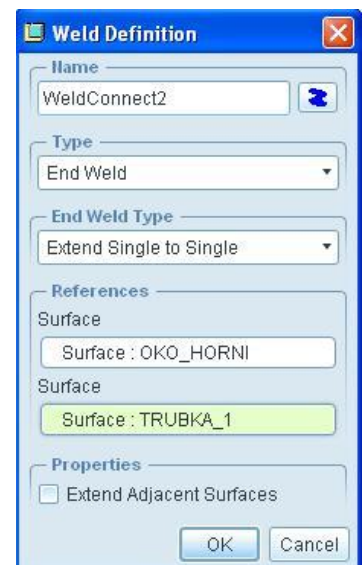 Weld Definition
Name
WeldConnect2
Type
End Weld
End Weld Type
Extend Single to Single
References
Surface
Surface : OKO_HORNI
Surface
Surface : TRUBKA_1
Properties
Extend Adjacent Surfaces
OK Cancel